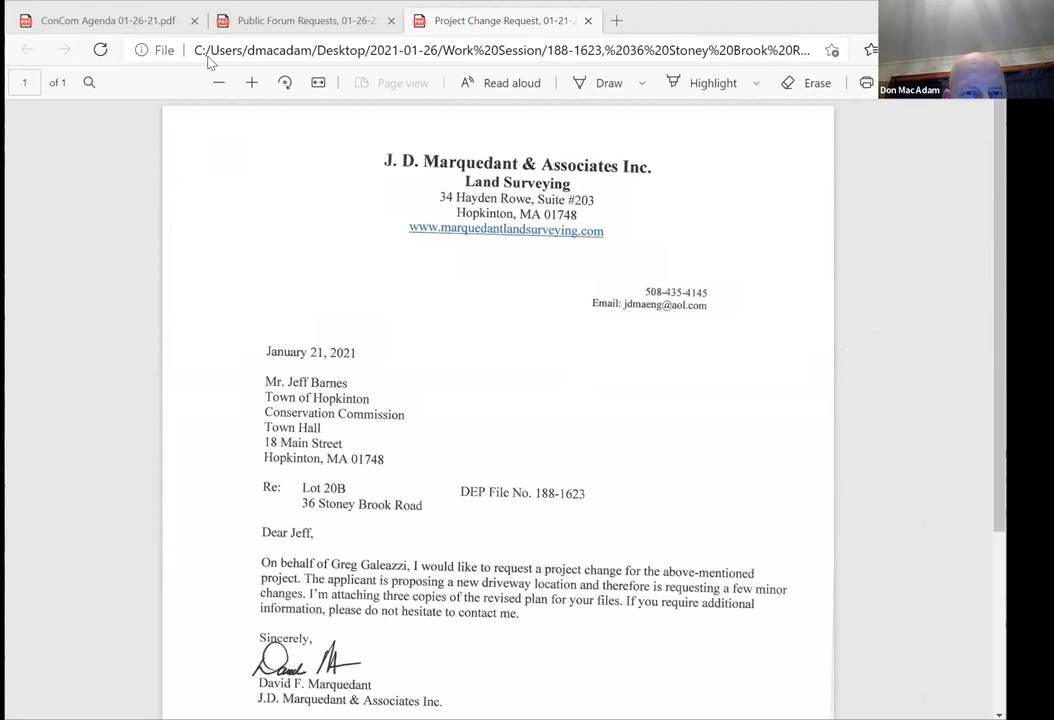 ConCom Agenda 01-26-21.pdf
Public Forum Requests, 01-26-2
Project Change Request, 01-21-2
File
C:/Users/dmacadam/Desktop/2021-01-26/Work%20Session/188-1623,%2036%20Stoney%20Brook%20R...
1 of 1
Page view
Read aloud
Draw
Highlight
Erase
Don MacAdam
J. D. Marquedant & Associates Inc.
Land Surveying
34 Hayden Rowe, Suite #203
Hopkinton, MA 01748
www.marquedantlandsurveying.com
508-435-4145
Email: jdmaeng@aol.com
January 21, 2021
Mr. Jeff Barnes
Town of Hopkinton
Conservation Commission
Town Hall
18 Main Street
Hopkinton, MA 01748
Re: Lot 20B DEP File No. 188-1623
36 Stoney Brook Road
Dear Jeff,
On behalf of Greg Galeazzi, I would like to request a project change for the above-mentioned
project. The applicant is proposing a new driveway location and therefore is requesting a few minor
changes. I'm attaching three copies of the revised plan for your files. If you require additional
information, please do not hesitate to contact me.
Sincerely,
David F. Marquedant
J.D. Marquedant & Associates Inc.